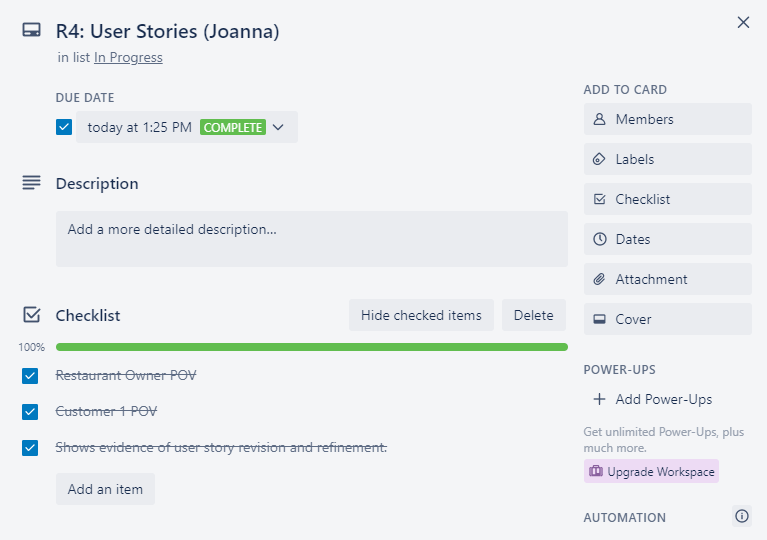 R4: User Stories (Joanna)
in list In Progress
DUE DATE
today at 1:25 PM COMPLETE
Description
Add a more detailed description...
Checklist
Hide checked items
Delete
100%
Restaurant Owner POV
Customer 1 POV
Shows evidence of user story revision and refinement.
Add an item
ADD TO CARD
Members
Labels
Checklist
Dates
Attachment
Cover
POWER-UPS
Add Power-Ups
Get unlimited Power-Ups, plus
much more.
Upgrade Workspace
AUTOMATION